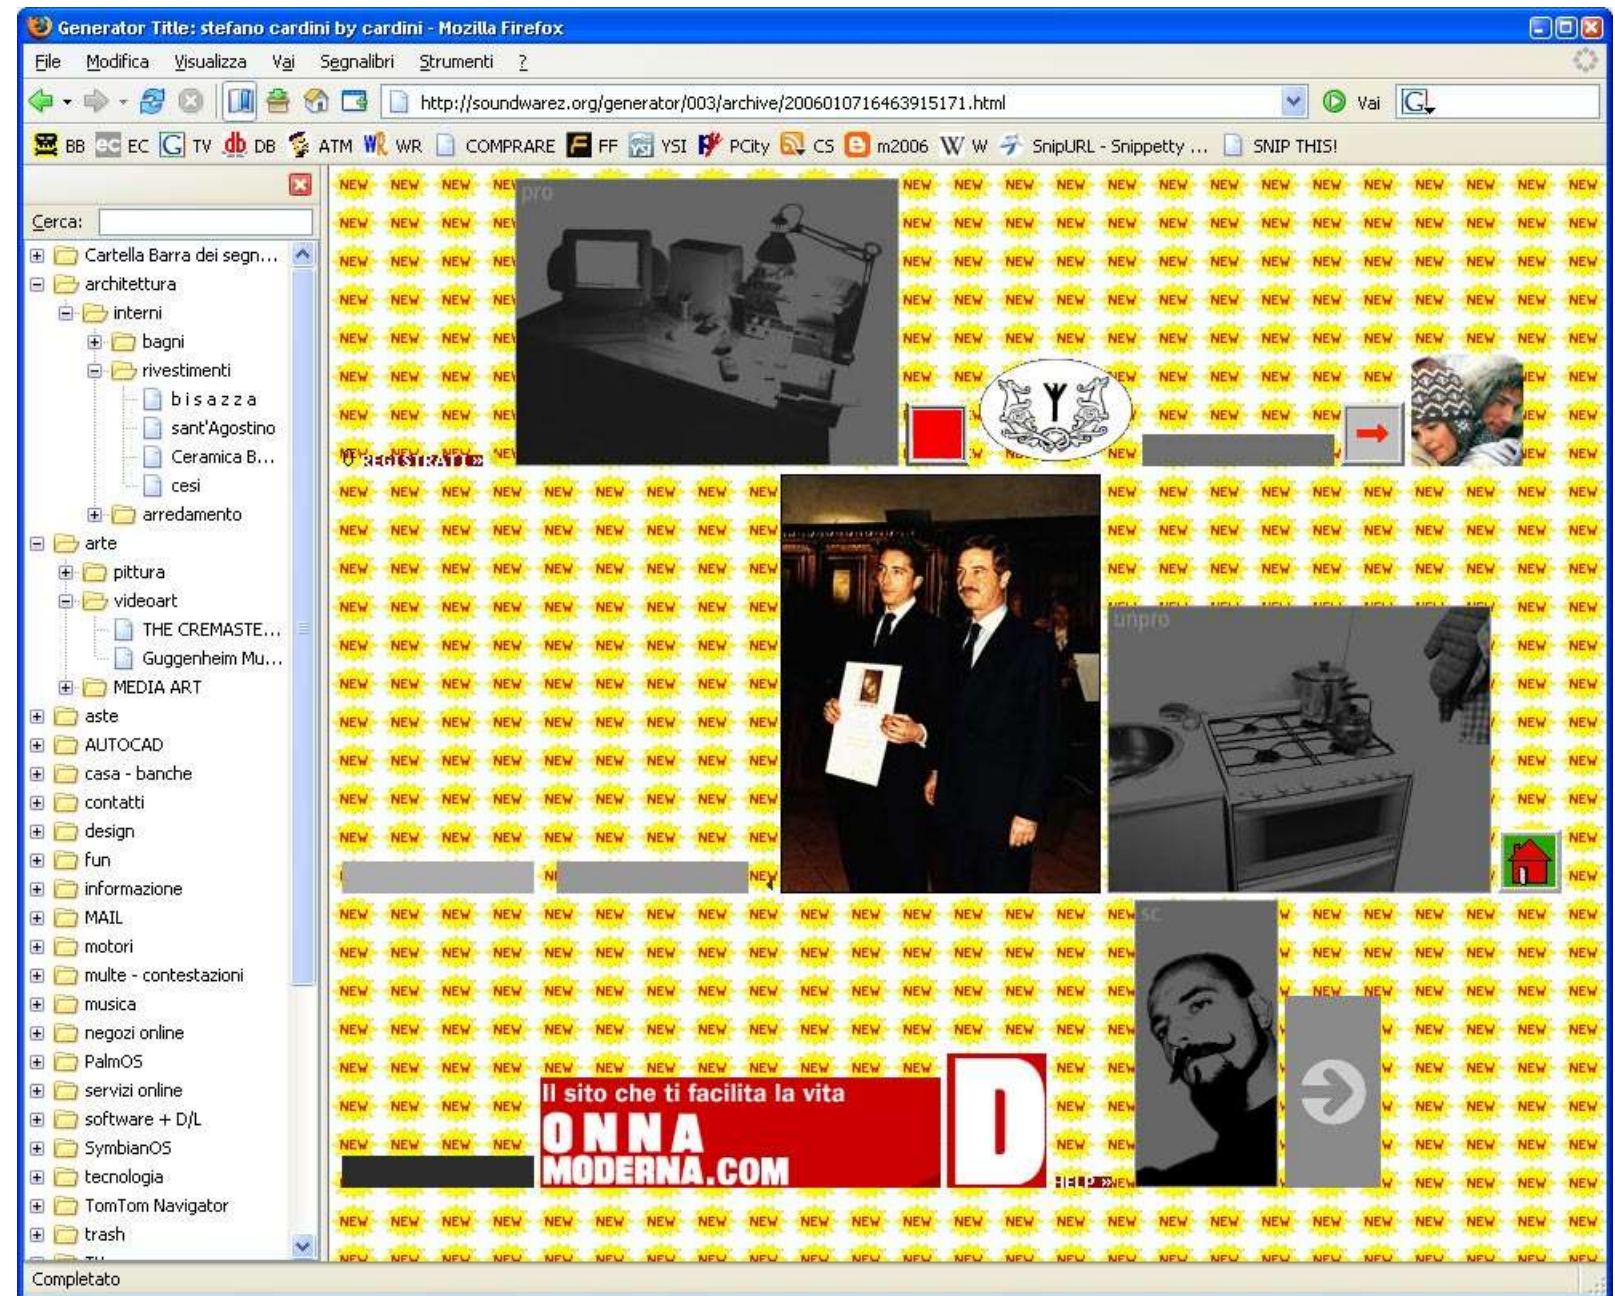 Generator Title: stefano cardini by cardini - Mozilla Firefox
File Modifica Visualizza Vai Segnalibri Strumenti ?
http://soundwarez.org/generator/003/archive/2006010716463915171.html Vai
BB EC TV DB ATM WR COMPRARE FF YSI PCity CS m2006 W SnipURL - Snippetty ... SNIP THIS!
Cerca:
Cartella Barra dei segn...
architettura
interni
bagni
rivestimenti
b i s a z z a
sant'Agostino
Ceramica B...
cesi
arredamento
arte
pittura
videoart
THE CREMASTE...
Guggenheim Mu...
MEDIA ART
aste
AUTOCAD
casa - banche
contatti
design
fun
informazione
MAIL
motori
multe - contestazioni
musica
negozi online
PalmOS
servizi online
software + D/L
SymbianOS
tecnologia
TomTom Navigator
trash
NEW
pro
REGISTRATI »
unpro
sc
Il sito che ti facilita la vita
ONNA
MODERNA.COM
D
HELP »
Completato